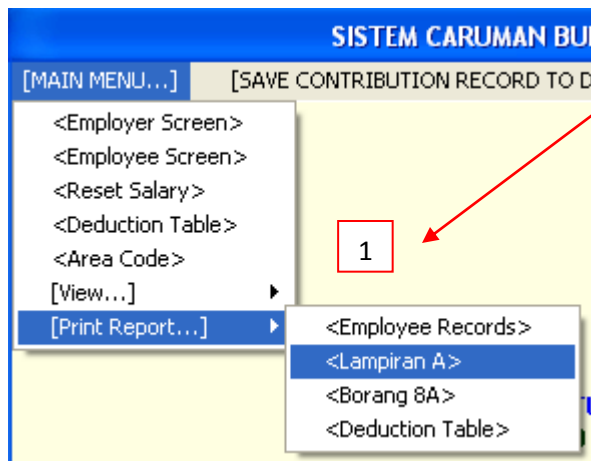 SISTEM CARUMAN
[MAIN MENU...] [SAVE CONTRIBUTION RECORD TO
<Employer Screen>
<Employee Screen>
<Reset Salary>
<Deduction Table>
<Area Code>
[View...]
[Print Report...]
1
<Employee Records>
<Lampiran A>
<Borang 8A>
<Deduction Table>